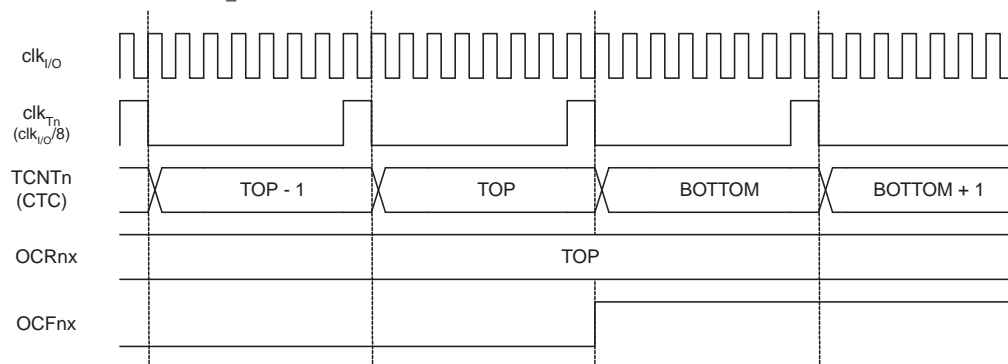 clkI/O
clkTn
(clkI/O/8)
TCNTn
(CTC)
TOP - 1
TOP
BOTTOM
BOTTOM + 1
OCRnx
TOP
OCFnx